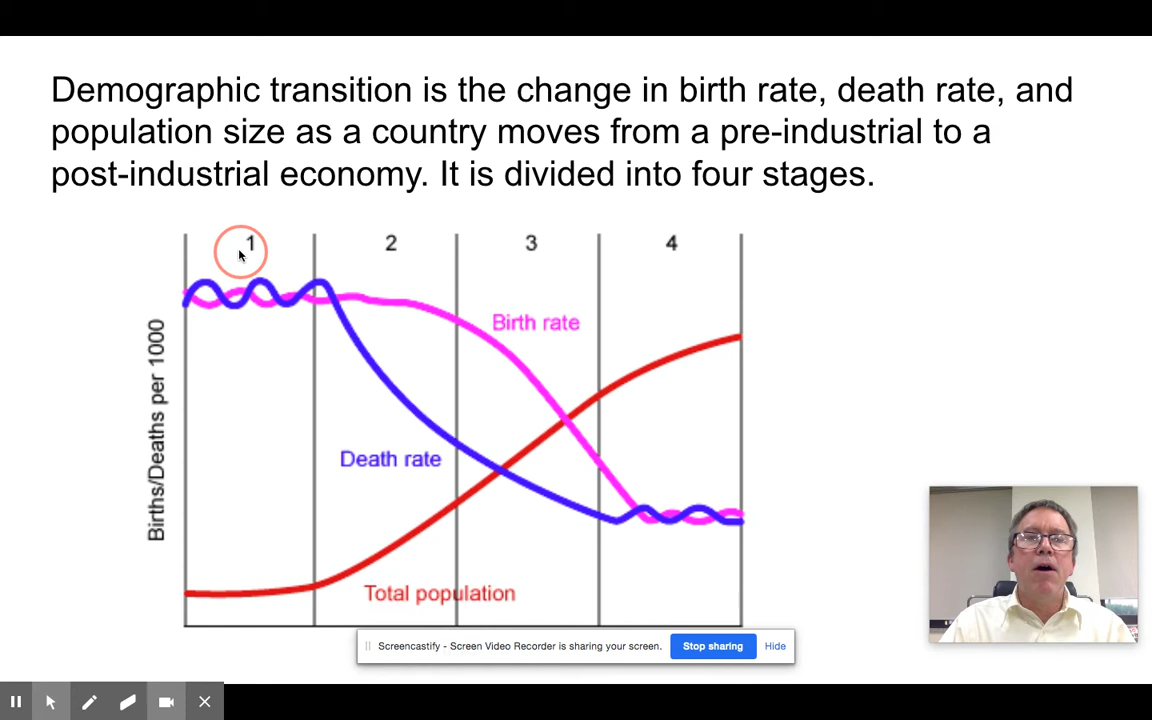 Demographic transition is the change in birth rate, death rate, and
population size as a country moves from a pre-industrial to a
post-industrial economy. It is divided into four stages.
1 2 3 4
Birth rate
Births/Deaths per 1000
Death rate
Total population
Screencastify - Screen Video Recorder is sharing your screen. Stop sharing Hide